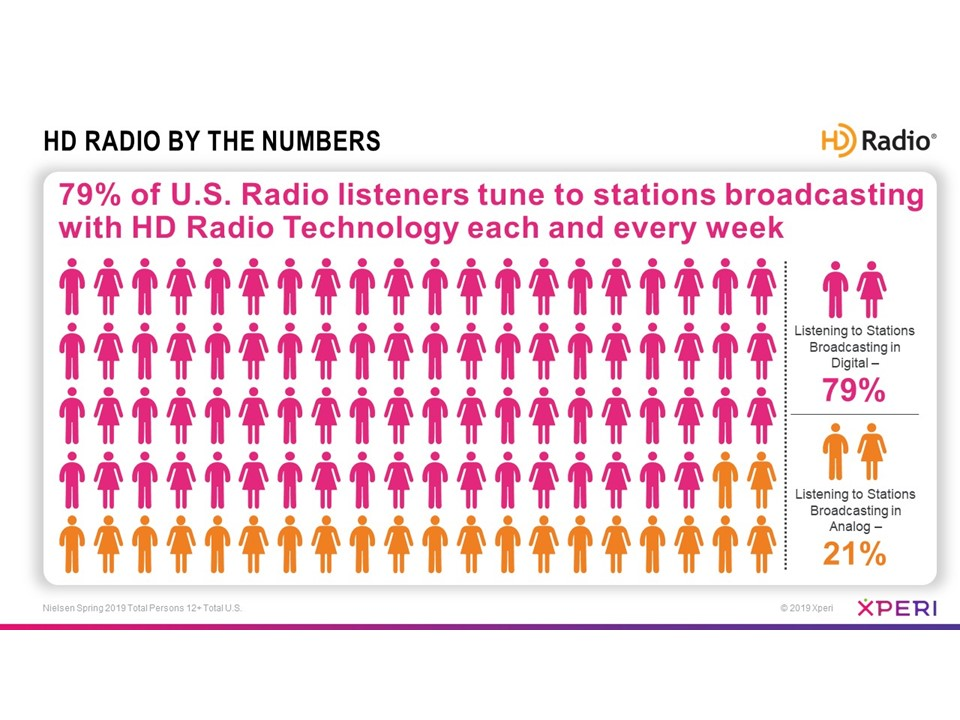 HD RADIO BY THE NUMBERS
HD Radio®
79% of U.S. Radio listeners tune to stations broadcasting
with HD Radio Technology each and every week
Listening to Stations
Broadcasting in
Digital –
79%
Listening to Stations
Broadcasting in
Analog –
21%
Nielsen Spring 2019 Total Persons 12+ Total U.S.
© 2019 Xperi
XPERI